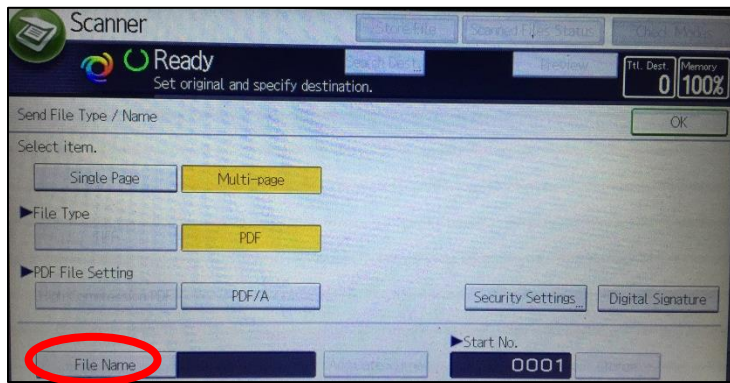 Scanner
Store File Scanned Files Status Check Modes
Ready
Search Dest. Preview
Set original and specify destination.
Ttl. Dest. Memory
0 100%
Send File Type / Name
OK
Select item.
Single Page Multi-page
►File Type
PDF
►PDF File Setting
PDF/A Security Settings Digital Signature
►Start No.
File Name 0001